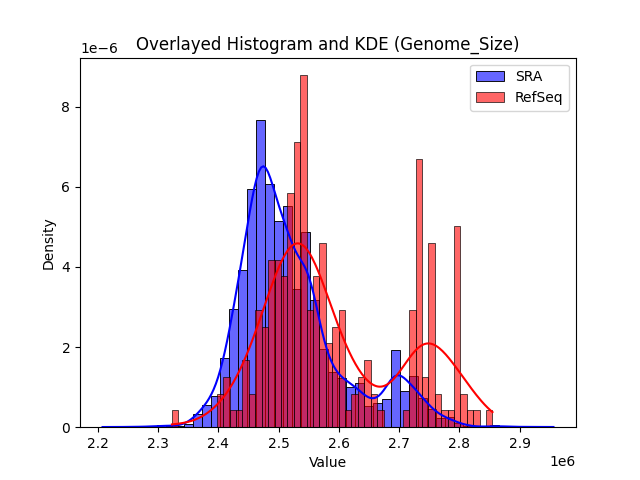 Overlayed Histogram and KDE (Genome_Size)
1e−6
SRA
RefSeq
8
6
4
2
0
Density
2.2 2.3 2.4 2.5 2.6 2.7 2.8 2.9
Value
1e6